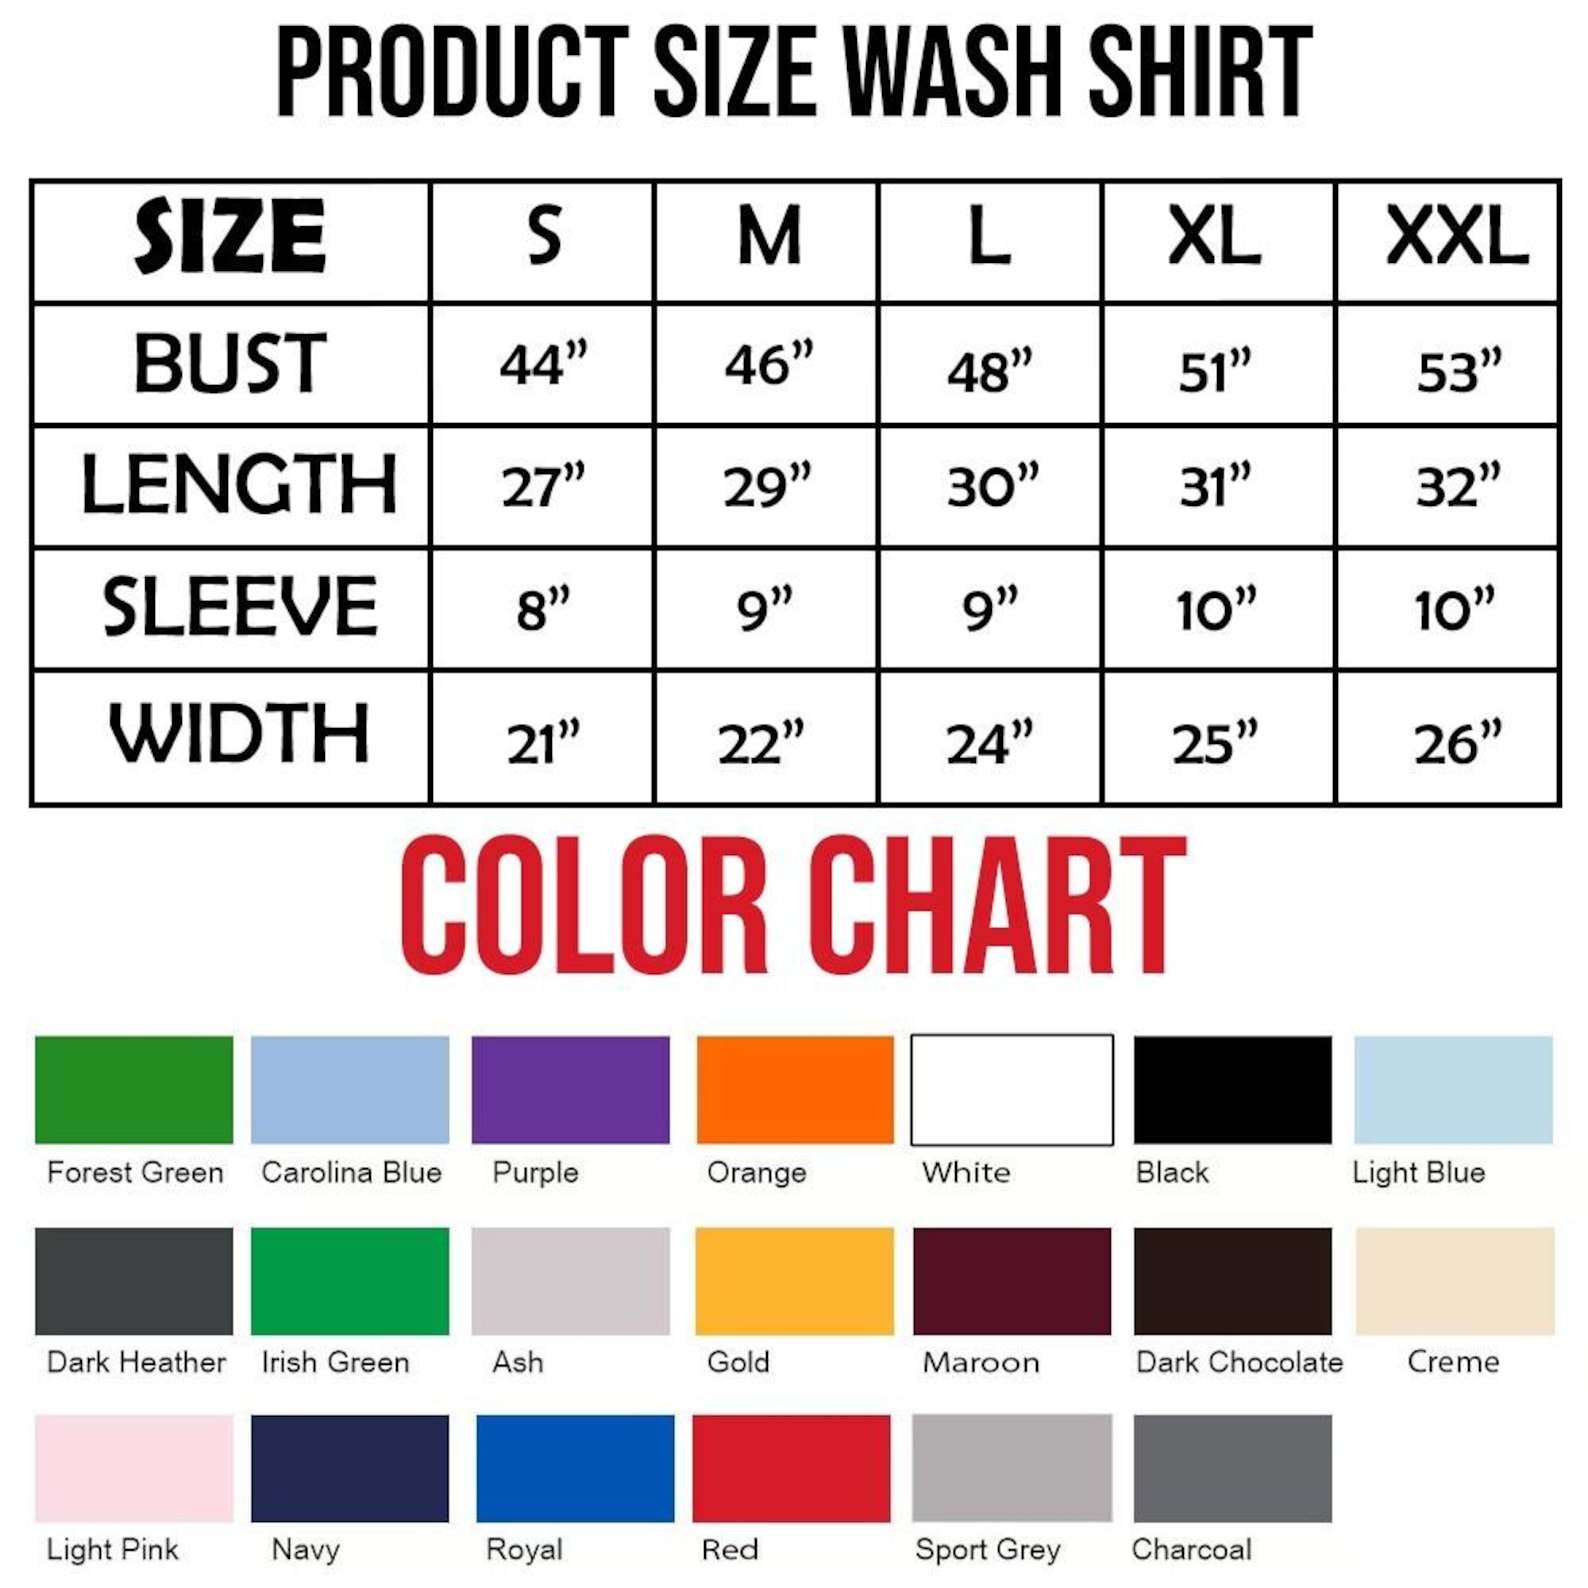 PRODUCT SIZE WASH SHIRT
SIZE S M L XL XXL
BUST 44” 46” 48” 51” 53”
LENGTH 27” 29” 30” 31” 32”
SLEEVE 8” 9” 9” 10” 10”
WIDTH 21” 22” 24” 25” 26”
COLOR CHART
Forest Green Carolina Blue Purple Orange White Black Light Blue
Dark Heather Irish Green Ash Gold Maroon Dark Chocolate Creme
Light Pink Navy Royal Red Sport Grey Charcoal